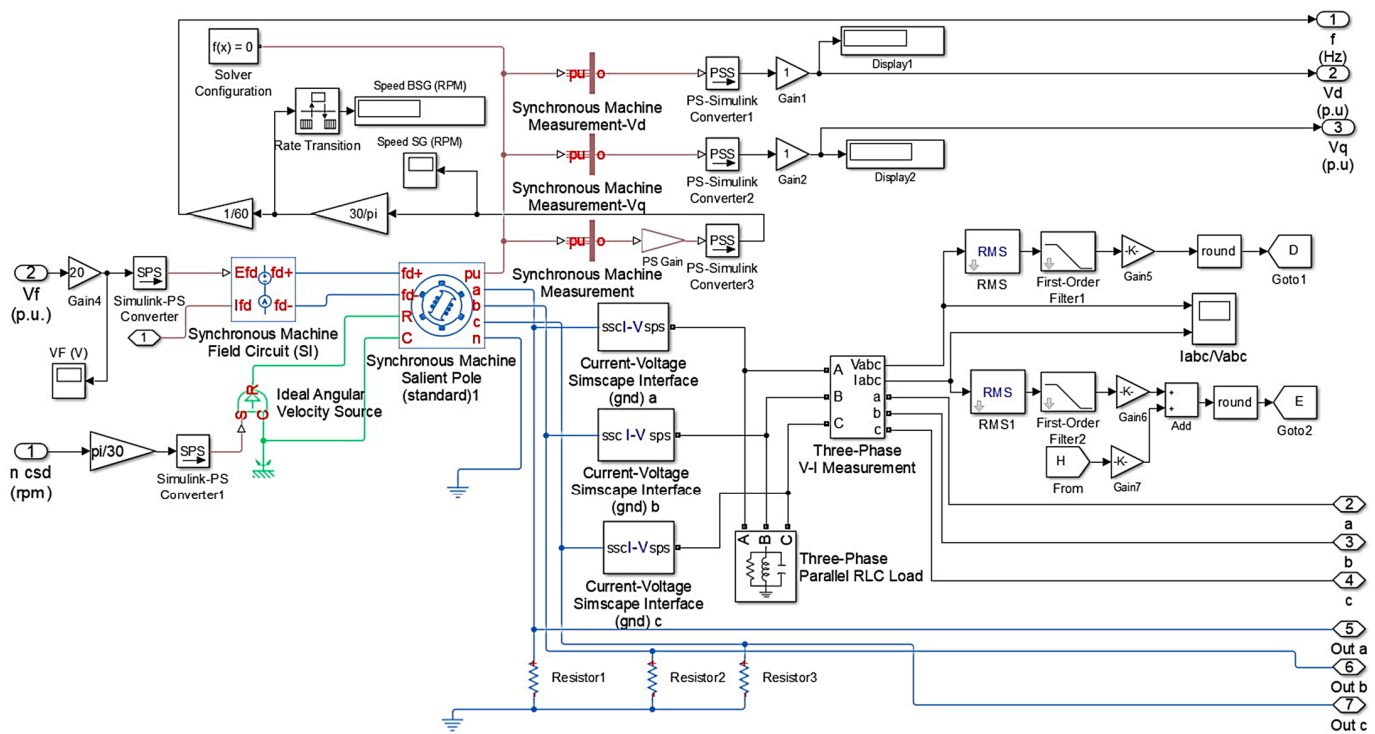 1
f
(Hz)
f(x) = 0
Solver
Configuration
Display1
pu o
PSS
1
2
Synchronous Machine
Measurement-Vd
PS-Simulink
Converter1
Gain1
Vd
(p.u)
Speed BSG (RPM)
Rate Transition
3
Vq
(p.u)
Speed SG (RPM)
pu o
PSS
1
Synchronous Machine
Measurement-Vq
PS-Simulink
Converter2
Gain2
Display2
1/60
30/pi
pu o
PS Gain
PSS
Synchronous Machine
Measurement
PS-Simulink
Converter3
RMS
RMS
First-Order
Filter1
-K-
Gain5
round
D
Goto1
2
Vf
(p.u.)
20
Gain4
SPS
Simulink-PS
Converter
Efd fd+
Ifd fd-
Synchronous Machine
Field Circuit (SI)
1
fd+
fd-
R
C
pu
a
b
c
n
Synchronous Machine
Salient Pole
(standard)1
VF (V)
R
S
C
Ideal Angular
Velocity Source
1
n csd
(rpm)
pi/30
SPS
Simulink-PS
Converter1
sscI-V sps
Current-Voltage
Simscape Interface
(gnd) a
ssc I-V sps
Current-Voltage
Simscape Interface
(gnd) b
sscI-V sps
Current-Voltage
Simscape Interface
(gnd) c
A
B
C
Vabc
Iabc
a
b
c
Three-Phase
V-I Measurement
Iabc/Vabc
RMS
RMS1
First-Order
Filter2
-K-
Gain6
+
+
Add
round
E
Goto2
H
From
-K-
Gain7
A B C
Three-Phase
Parallel RLC Load
2
a
3
b
4
c
5
Out a
6
Out b
7
Out c
Resistor1
Resistor2
Resistor3